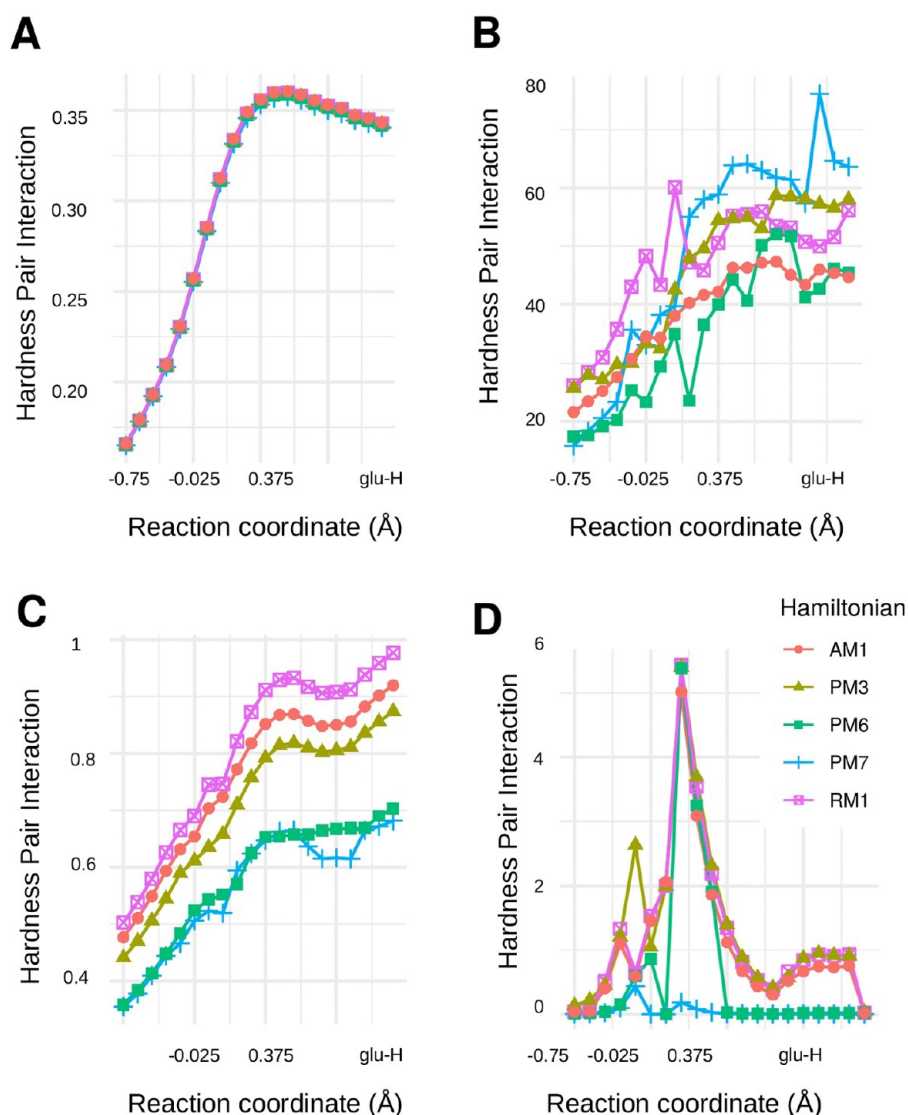 A
Hardness Pair Interaction
0.35
0.30
0.25
0.20
-0.75 -0.025 0.375 glu-H
Reaction coordinate (Å)
B
Hardness Pair Interaction
80
60
40
20
-0.75 -0.025 0.375 glu-H
Reaction coordinate (Å)
C
Hardness Pair Interaction
1
0.8
0.6
0.4
-0.025 0.375 glu-H
Reaction coordinate (Å)
D
Hardness Pair Interaction
6
4
2
0
-0.75 -0.025 0.375 glu-H
Reaction coordinate (Å)
Hamiltonian
AM1
PM3
PM6
PM7
RM1